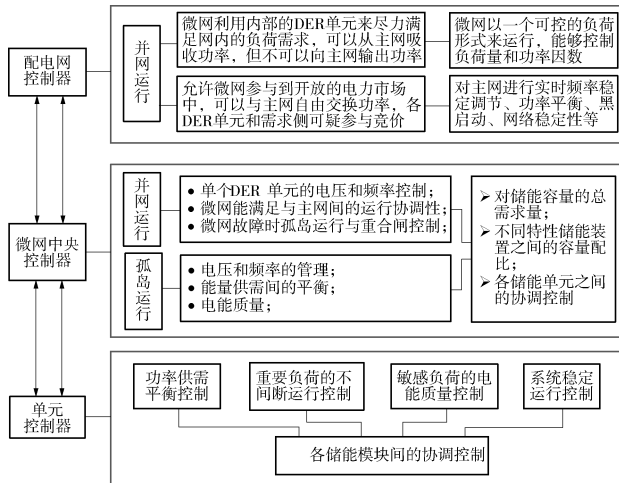 配电网
控制器
并网运行
微网利用内部的DER单元来尽力满
足网内的负荷需求，可以从主网吸
收功率，但不可以向主网输出功率
微网以一个可控的负荷
形式来运行，能够控制
负荷量和功率因数
允许微网参与到开放的电力市场
中，可以与主网自由交换功率，各
DER单元和需求侧可疑参与竞价
对主网进行实时频率稳
定调节、功率平衡、黑
启动、网络稳定性等
微网中央
控制器
并网运行
● 单个DER 单元的电压和频率控制；
● 微网能满足与主网间的运行协调性；
● 微网故障时孤岛运行与重合闸控制；
孤岛运行
● 电压和频率的管理；
● 能量供需间的平衡；
● 电能质量；
➢ 对储能容量的总
需求量；
➢ 不同特性储能装
置之间的容量配
比；
➢ 各储能单元之间
的协调控制
单元
控制器
功率供需
平衡控制
重要负荷的不
间断运行控制
敏感负荷的电
能质量控制
系统稳定
运行控制
各储能模块间的协调控制